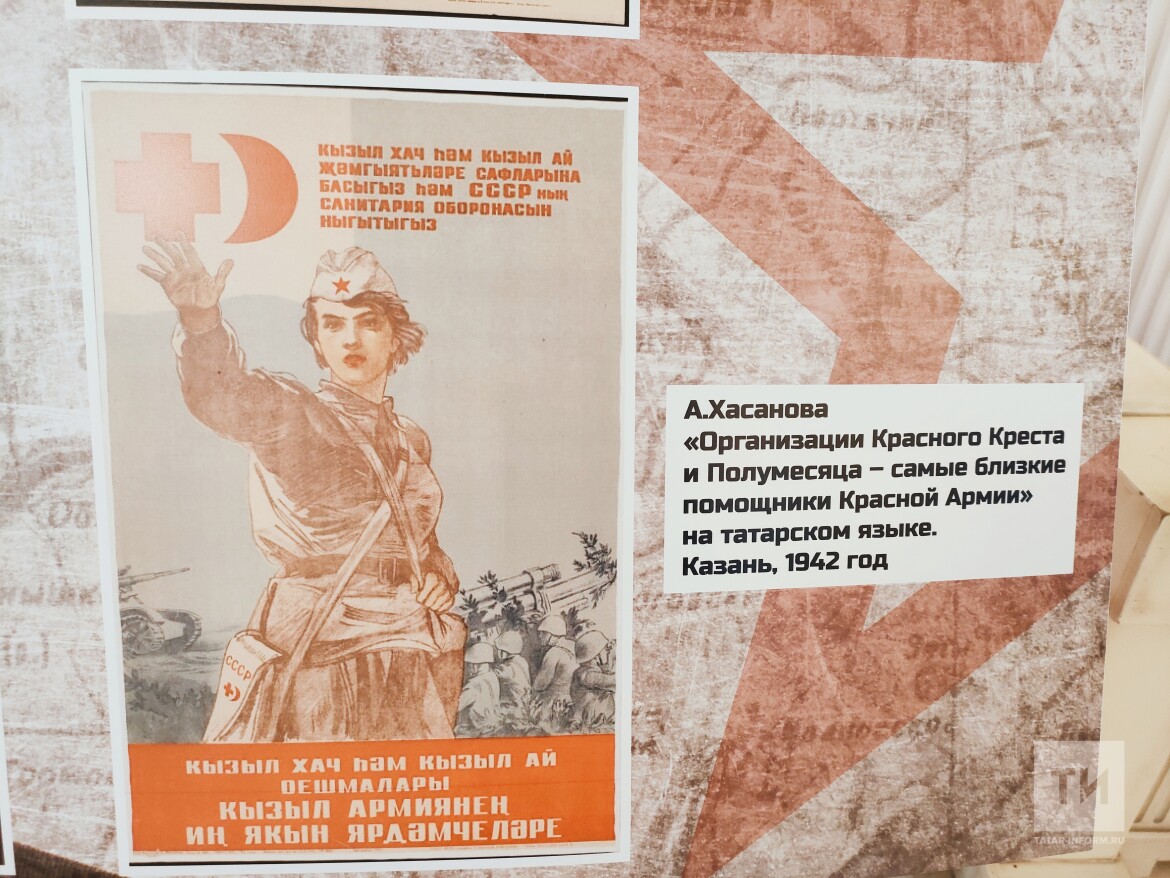 КЫЗЫЛ ХАЧ ҺӘМ КЫЗЫЛ АЙ
ҖӘМГЫЯТЬЛӘРЕ САФЛАРЫНА
БАСЫГЫЗ ҺӘМ СССР НЫҢ
САНИТАРИЯ ОБОРОНАСЫН
НЫГЫТЫГЫЗ
СССР
КЫЗЫЛ ХАЧ ҺӘМ КЫЗЫЛ АЙ
ОЕШМАЛАРЫ
КЫЗЫЛ АРМИЯНЕҢ
ИҢ ЯКЫН ЯРДӘМЧЕЛӘРЕ
А.Хасанова
«Организации Красного Креста
и Полумесяца – самые близкие
помощники Красной Армии»
на татарском языке.
Казань, 1942 год
ТИ
TATAR-INFORM.RU